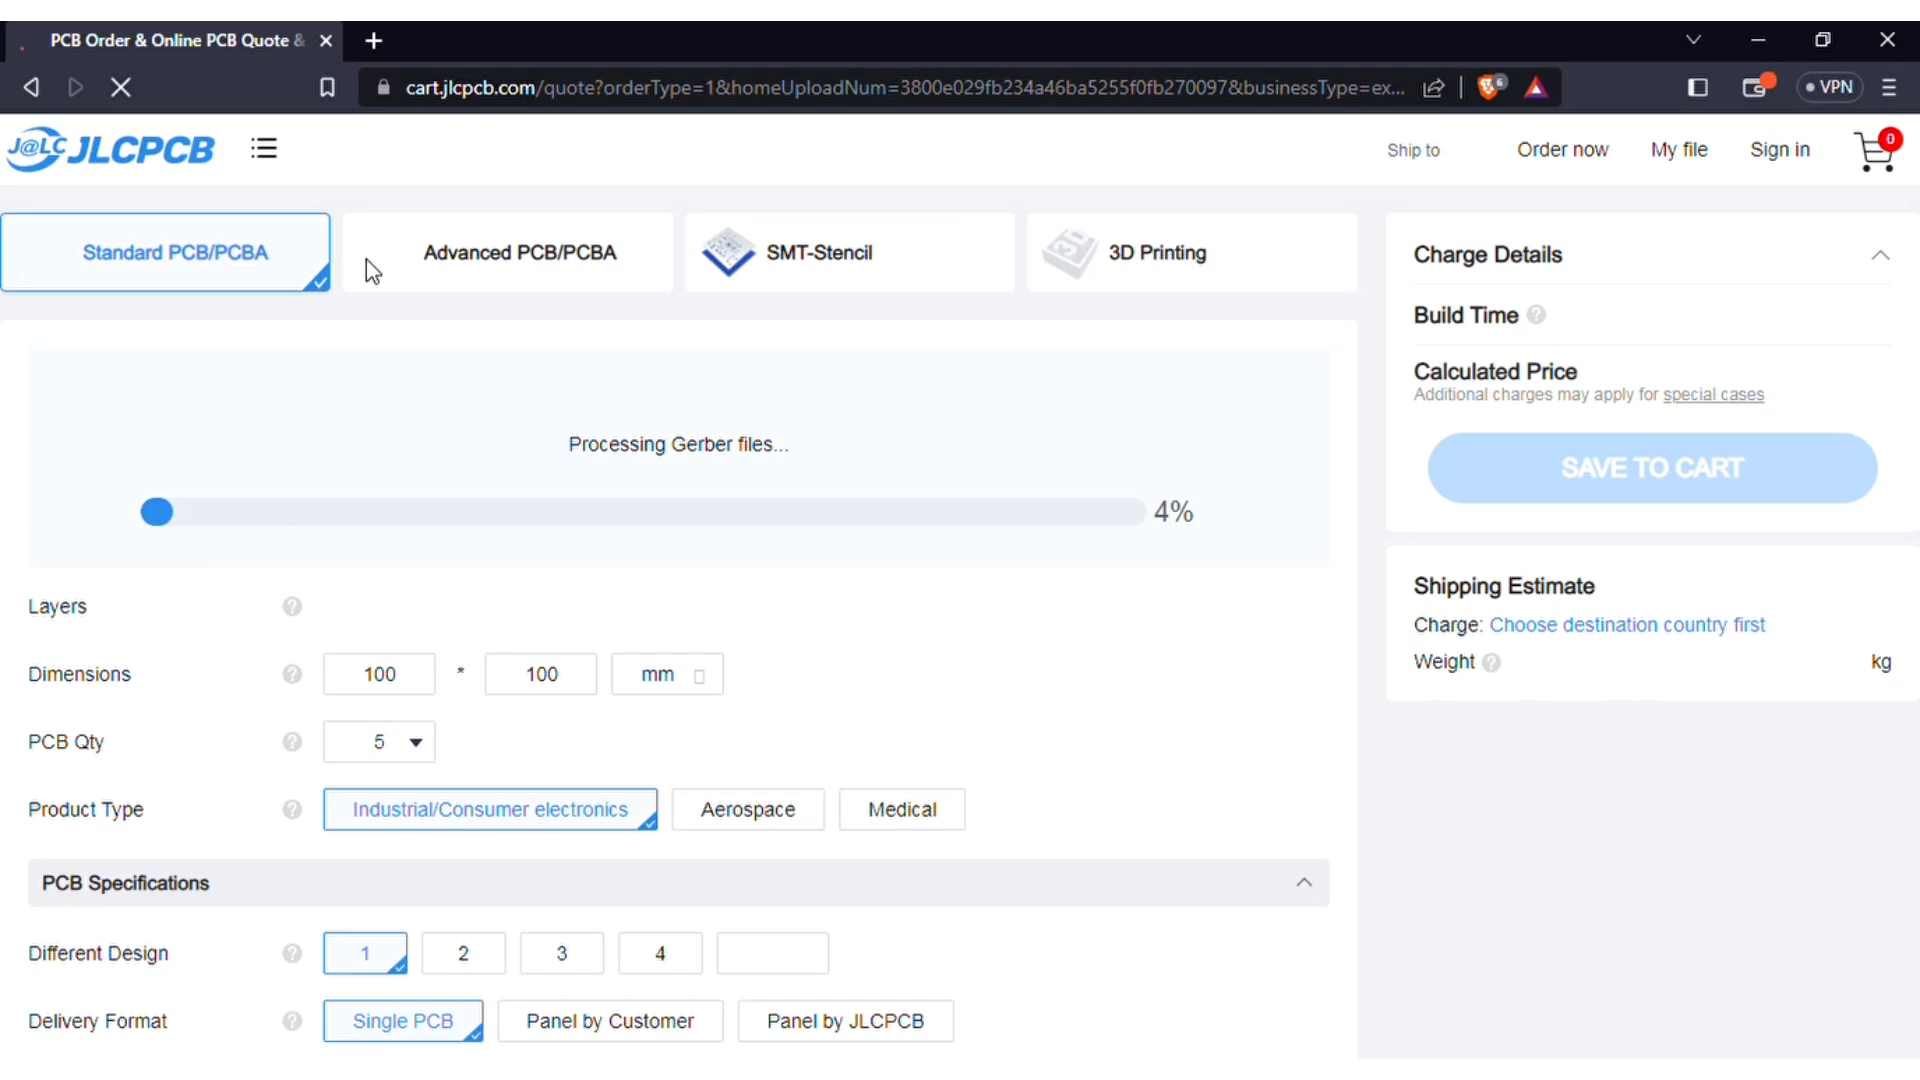 PCB Order & Online PCB Quote &
cart.jlcpcb.com/quote?orderType=1&homeUploadNum=3800e029fb234a46ba5255f0fb270097&businessType=ex...
6
VPN
J@LC JLCPCB
Ship to
Order now
My file
Sign in
0
Standard PCB/PCBA
Advanced PCB/PCBA
SMT-Stencil
3D Printing
Processing Gerber files...
4%
Layers ?
Dimensions ? 100 * 100 mm
PCB Qty ? 5
Product Type ? Industrial/Consumer electronics Aerospace Medical
PCB Specifications
Different Design ? 1 2 3 4
Delivery Format ? Single PCB Panel by Customer Panel by JLCPCB
Charge Details
Build Time ?
Calculated Price
Additional charges may apply for special cases
SAVE TO CART
Shipping Estimate
Charge: Choose destination country first
Weight ? kg